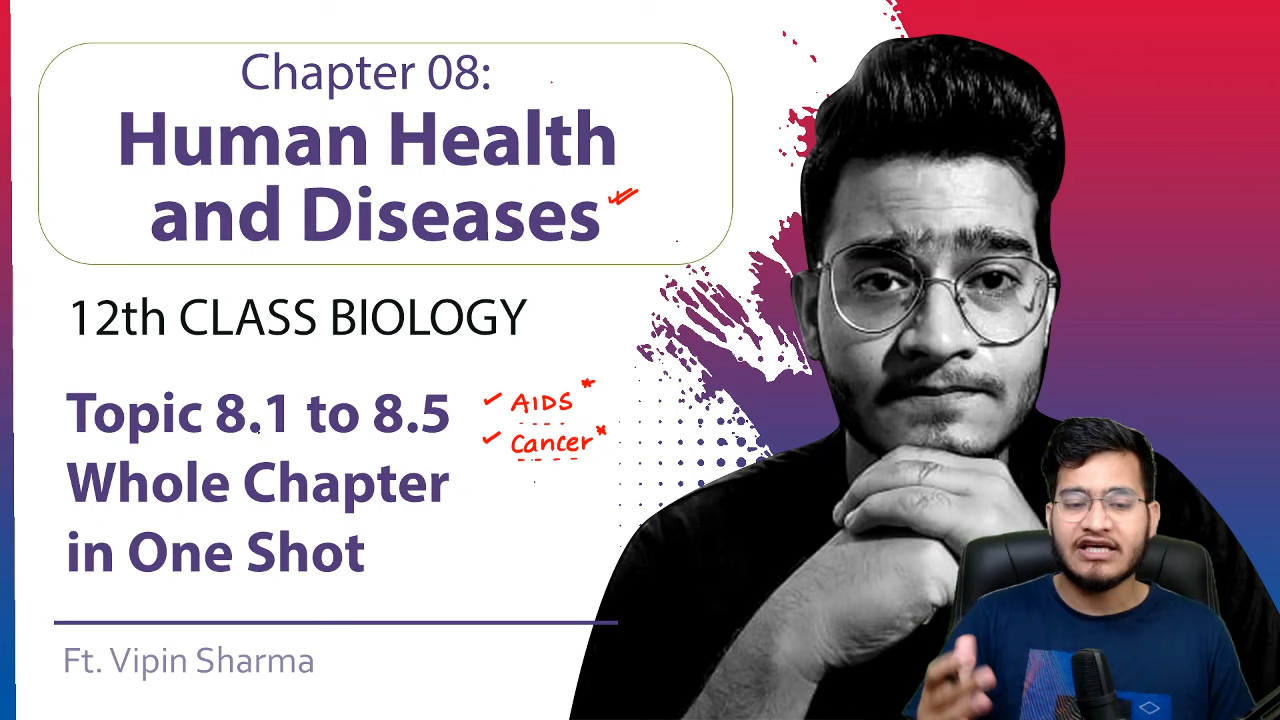 Chapter 08:
Human Health
and Diseases
12th CLASS BIOLOGY
Topic 8.1 to 8.5
Whole Chapter
in One Shot
AIDS *
Cancer *
Ft. Vipin Sharma